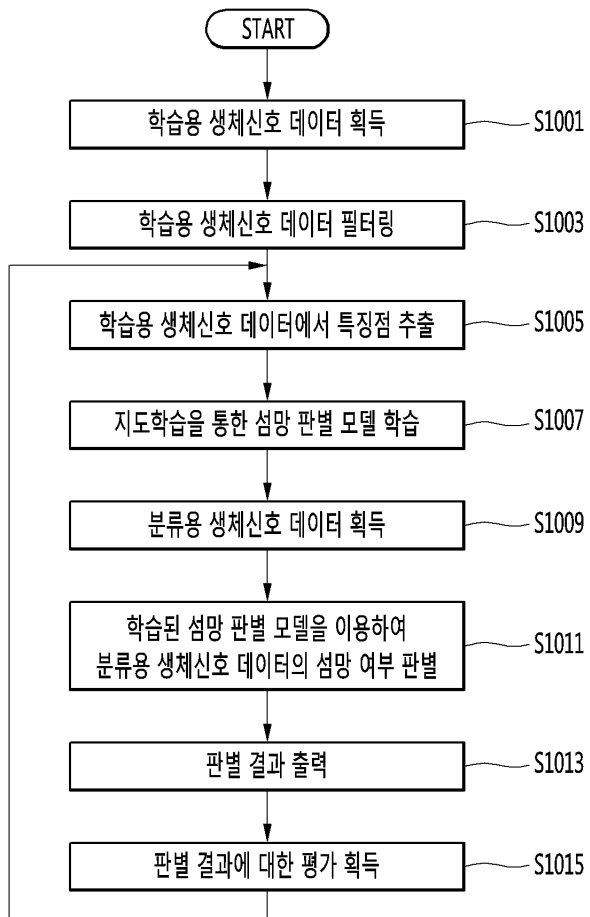 START
학습용 생체신호 데이터 획득
S1001
학습용 생체신호 데이터 필터링
S1003
학습용 생체신호 데이터에서 특징점 추출
S1005
지도학습을 통한 섬망 판별 모델 학습
S1007
분류용 생체신호 데이터 획득
S1009
학습된 섬망 판별 모델을 이용하여
분류용 생체신호 데이터의 섬망 여부 판별
S1011
판별 결과 출력
S1013
판별 결과에 대한 평가 획득
S1015